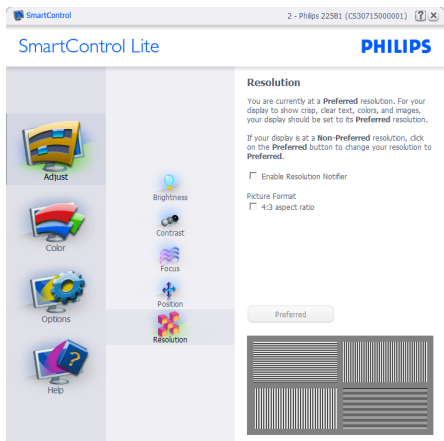 SmartControl
2 - Philips 225B1 (CS30715000001)
SmartControl Lite
PHILIPS
Adjust
Color
Options
Help
Brightness
Contrast
Focus
Position
Resolution
Resolution
You are currently at a Preferred resolution. For your
display to show crisp, clear text, colors, and images,
your display should be set to its Preferred resolution.
If your display is at a Non-Preferred resolution, click
on the Preferred button to change your resolution to
Preferred.
Enable Resolution Notifier
Picture Format
4:3 aspect ratio
Preferred